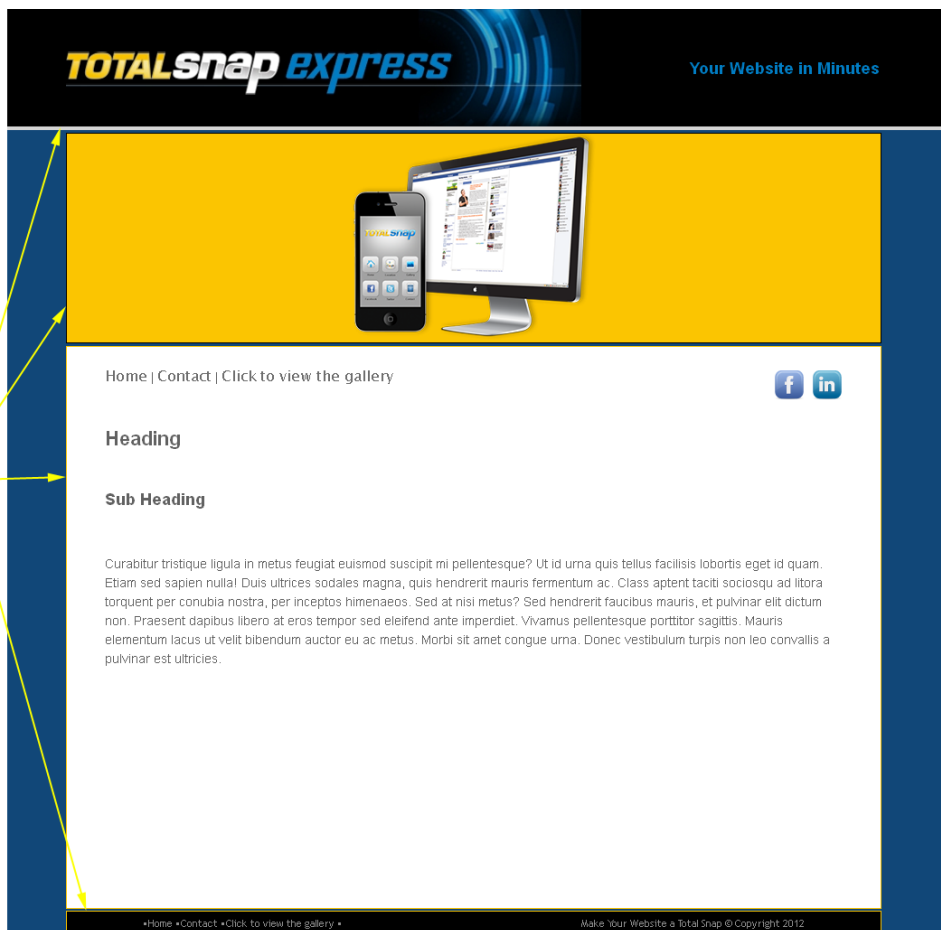 TOTALsnap express
Your Website in Minutes
TOTALsnap
Home | Contact | Click to view the gallery
f in
Heading
Sub Heading
Curabitur tristique ligula in metus feugiat euismod suscipit mi pellentesque? Ut id urna quis tellus facilisis lobortis eget id quam.
Etiam sed sapien nulla! Duis ultrices sodales magna, quis hendrerit mauris fermentum ac. Class aptent taciti sociosqu ad litora
torquent per conubia nostra, per inceptos himenaeos. Sed at nisi metus? Sed hendrerit faucibus mauris, et pulvinar elit dictum
non. Praesent dapibus libero at eros tempor sed eleifend ante imperdiet. Vivamus pellentesque porttitor sagittis. Mauris
elementum lacus ut velit bibendum auctor eu ac metus. Morbi sit amet congue urna. Donec vestibulum turpis non leo convallis a
pulvinar est ultricies.
▪Home ▪Contact ▪Click to view the gallery ▪
Make Your Website a Total Snap © Copyright 2012